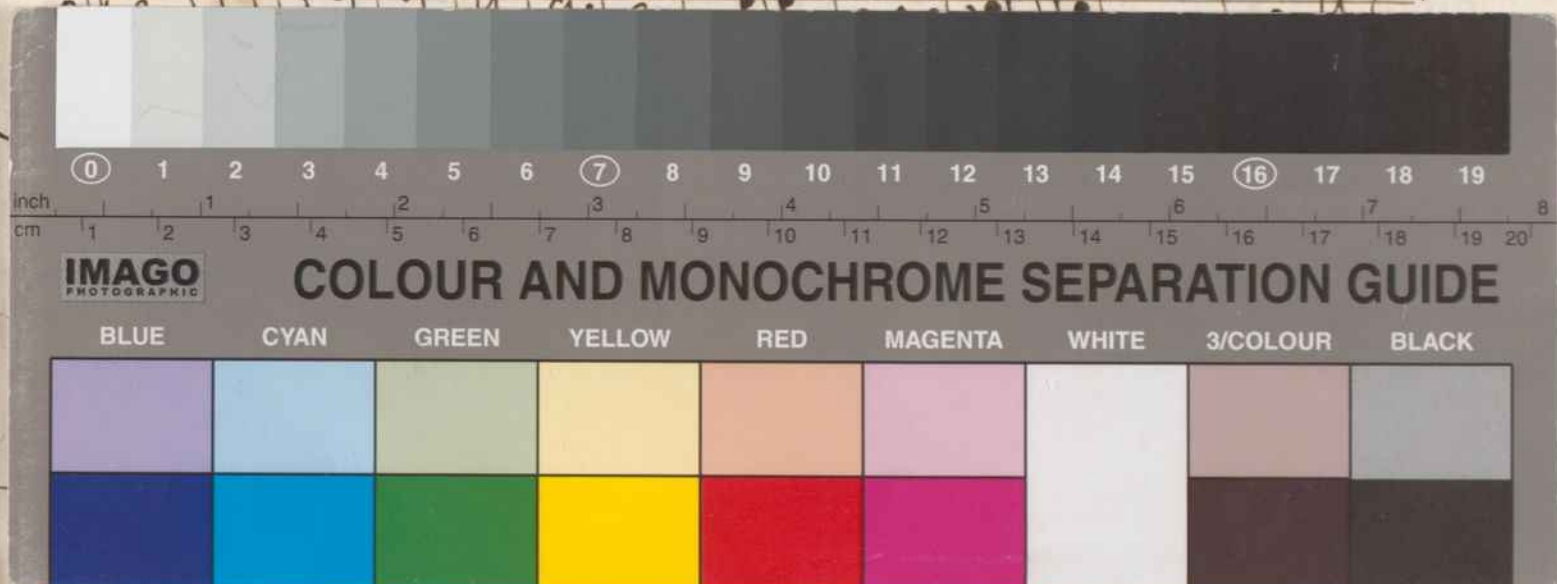 0 1 2 3 4 5 6 7 8 9 10 11 12 13 14 15 16 17 18 19
inch 1 2 3 4 5 6 7 8
cm 1 2 3 4 5 6 7 8 9 10 11 12 13 14 15 16 17 18 19 20
IMAGO
PHOTOGRAPHIC
COLOUR AND MONOCHROME SEPARATION GUIDE
BLUE CYAN GREEN YELLOW RED MAGENTA WHITE 3/COLOUR BLACK